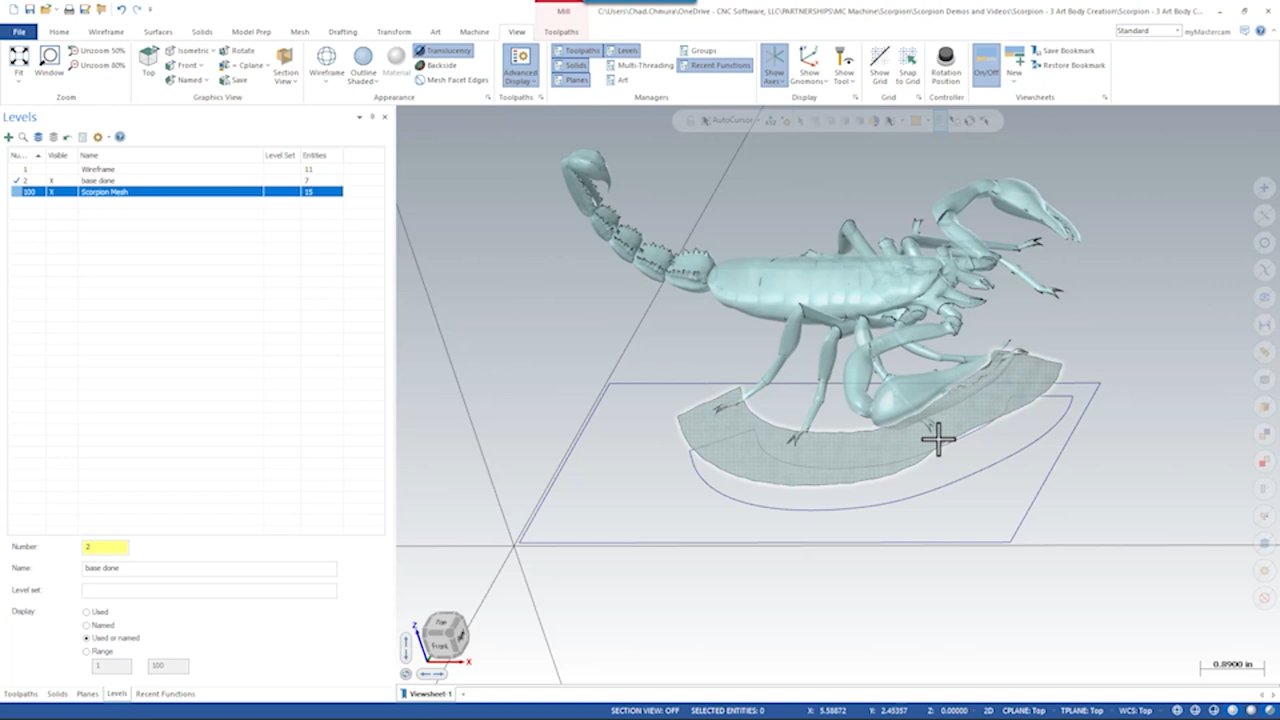 Mill
C:\Users\Chad.Chmura\OneDrive - CNC Software, LLC\PARTNERSHIPS\MC Machine\Scorpion\Scorpion Demos and Videos\Scorpion - 3 Art Body Creation\Scorpion - 3 Art Body C...
File Home Wireframe Surfaces Solids Model Prep Mesh Drafting Transform Art Machine View Toolpaths
Standard myMastercam
Fit
Window
Unzoom 50%
Unzoom 80%
Zoom
Top
Isometric
Front
Named
Rotate
= Cplane
Save
Section View
Graphics View
Wireframe
Outline Shaded
Material
Translucency
Backside
Mesh Facet Edges
Appearance
Advanced Display
Toolpaths
Toolpaths
Solids
Planes
Levels
Multi-Threading
Art
Groups
Recent Functions
Managers
Show Axes
Show Gnomons
Show Tool
Display
Show Grid
Snap to Grid
Grid
Rotation Position
Controller
On/Off
New
Save Bookmark
Restore Bookmark
Viewsheets
Levels
AutoCursor
Nu... Visible Name Level Set Entities
1 Wireframe 11
2 X base done 7
100 X Scorpion Mesh 15
Number: 2
Name: base done
Level set:
Display: Used
Named
Used or named
Range
1 100
Top
Front
Right
Z
X
0.8900 in
Toolpaths Solids Planes Levels Recent Functions
Viewsheet 1
SECTION VIEW: OFF SELECTED ENTITIES: 0 X: 5.58872 Y: 2.45357 Z: 0.00000 2D CPLANE: Top TPLANE: Top WCS: Top